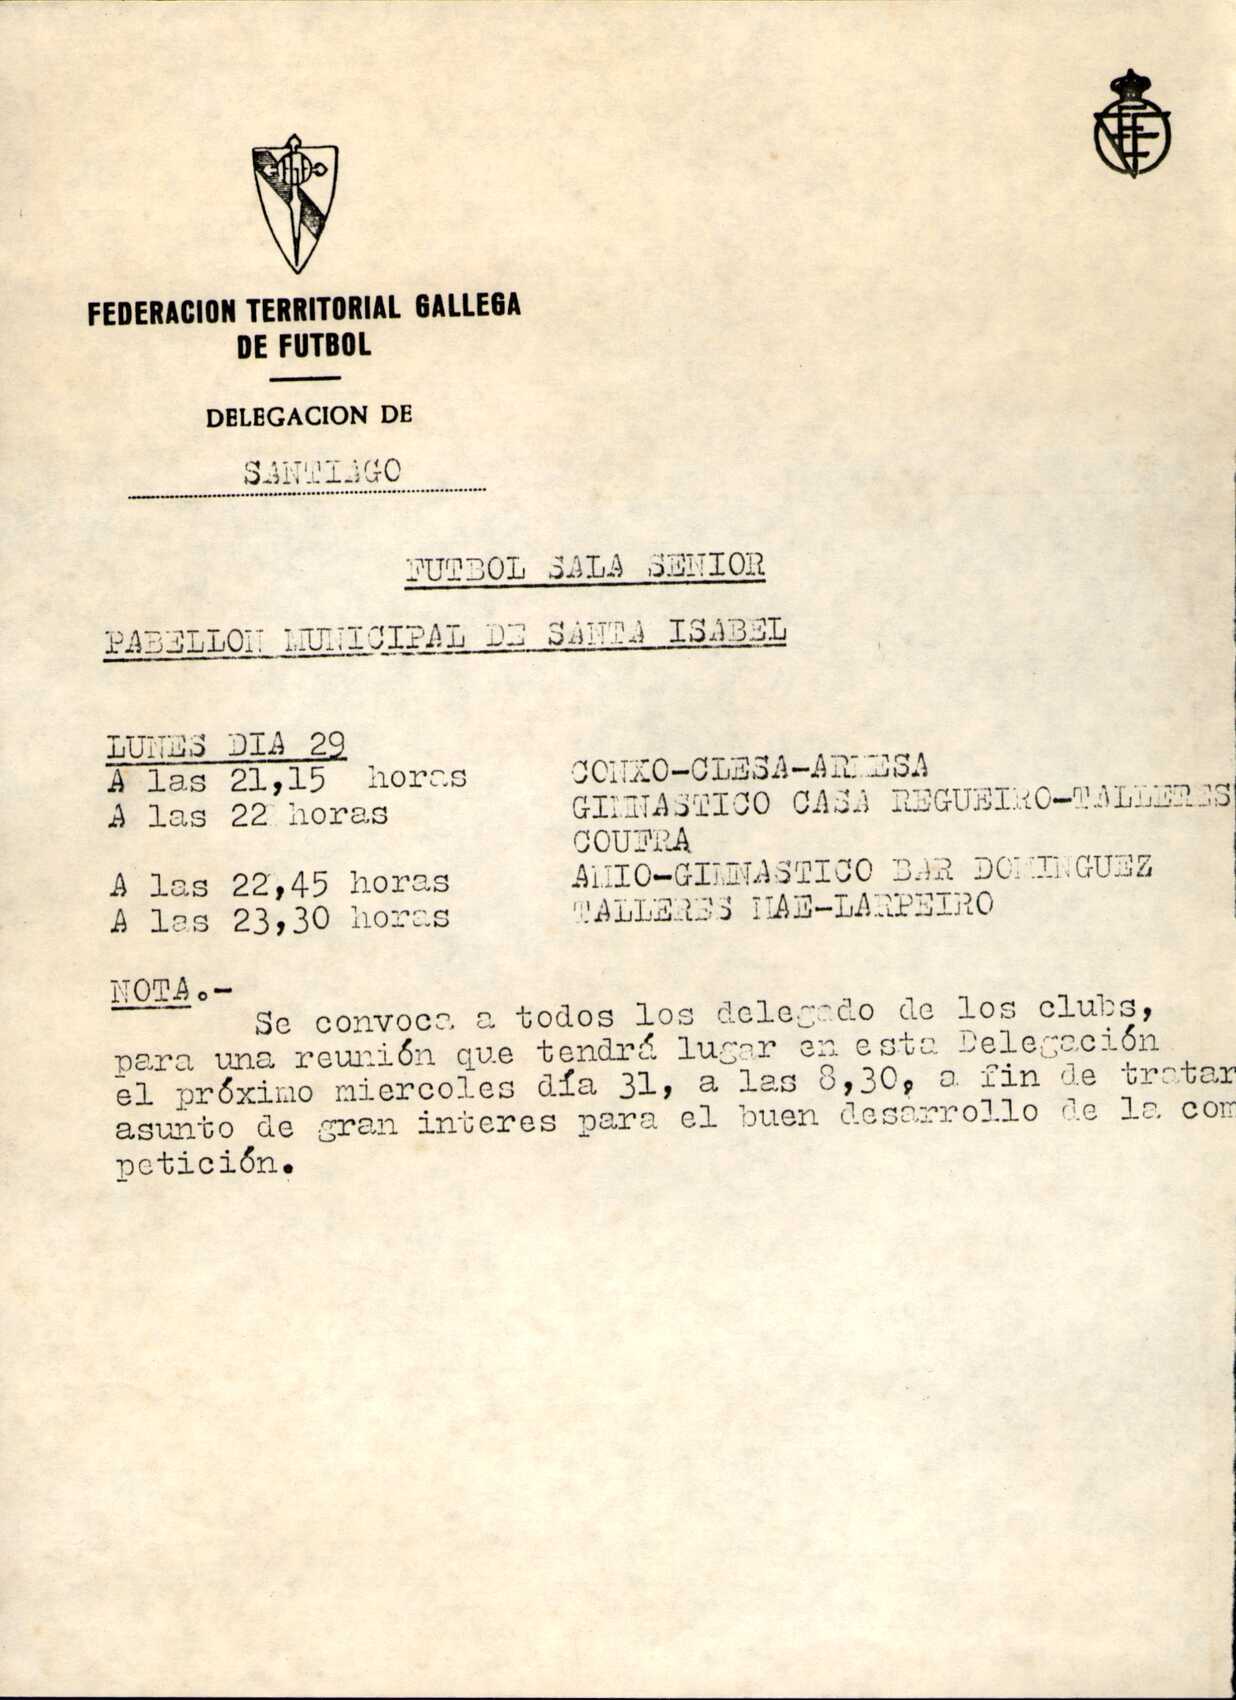 FEDERACION TERRITORIAL GALLEGA
DE FUTBOL
DELEGACION DE
SANTIAGO
FUTBOL SALA SENIOR
PABELLON MUNICIPAL DE SANTA ISABEL
LUNES DIA 29
A las 21,15 horas CONXO-CLESA-ARMESA
A las 22 horas GIMNASTICO CASA REGUEIRO-TALLERES
COUFRA
A las 22,45 horas AMIO-GIMNASTICO BAR DOMINGUEZ
A las 23,30 horas TALLERES MAE-LARPEIRO
NOTA.-
Se convoca a todos los delegado de los clubs,
para una reunión que tendrá lugar en esta Delegación
el próximo miercoles día 31, a las 8,30, a fin de tratar
asunto de gran interes para el buen desarrollo de la com
petición.